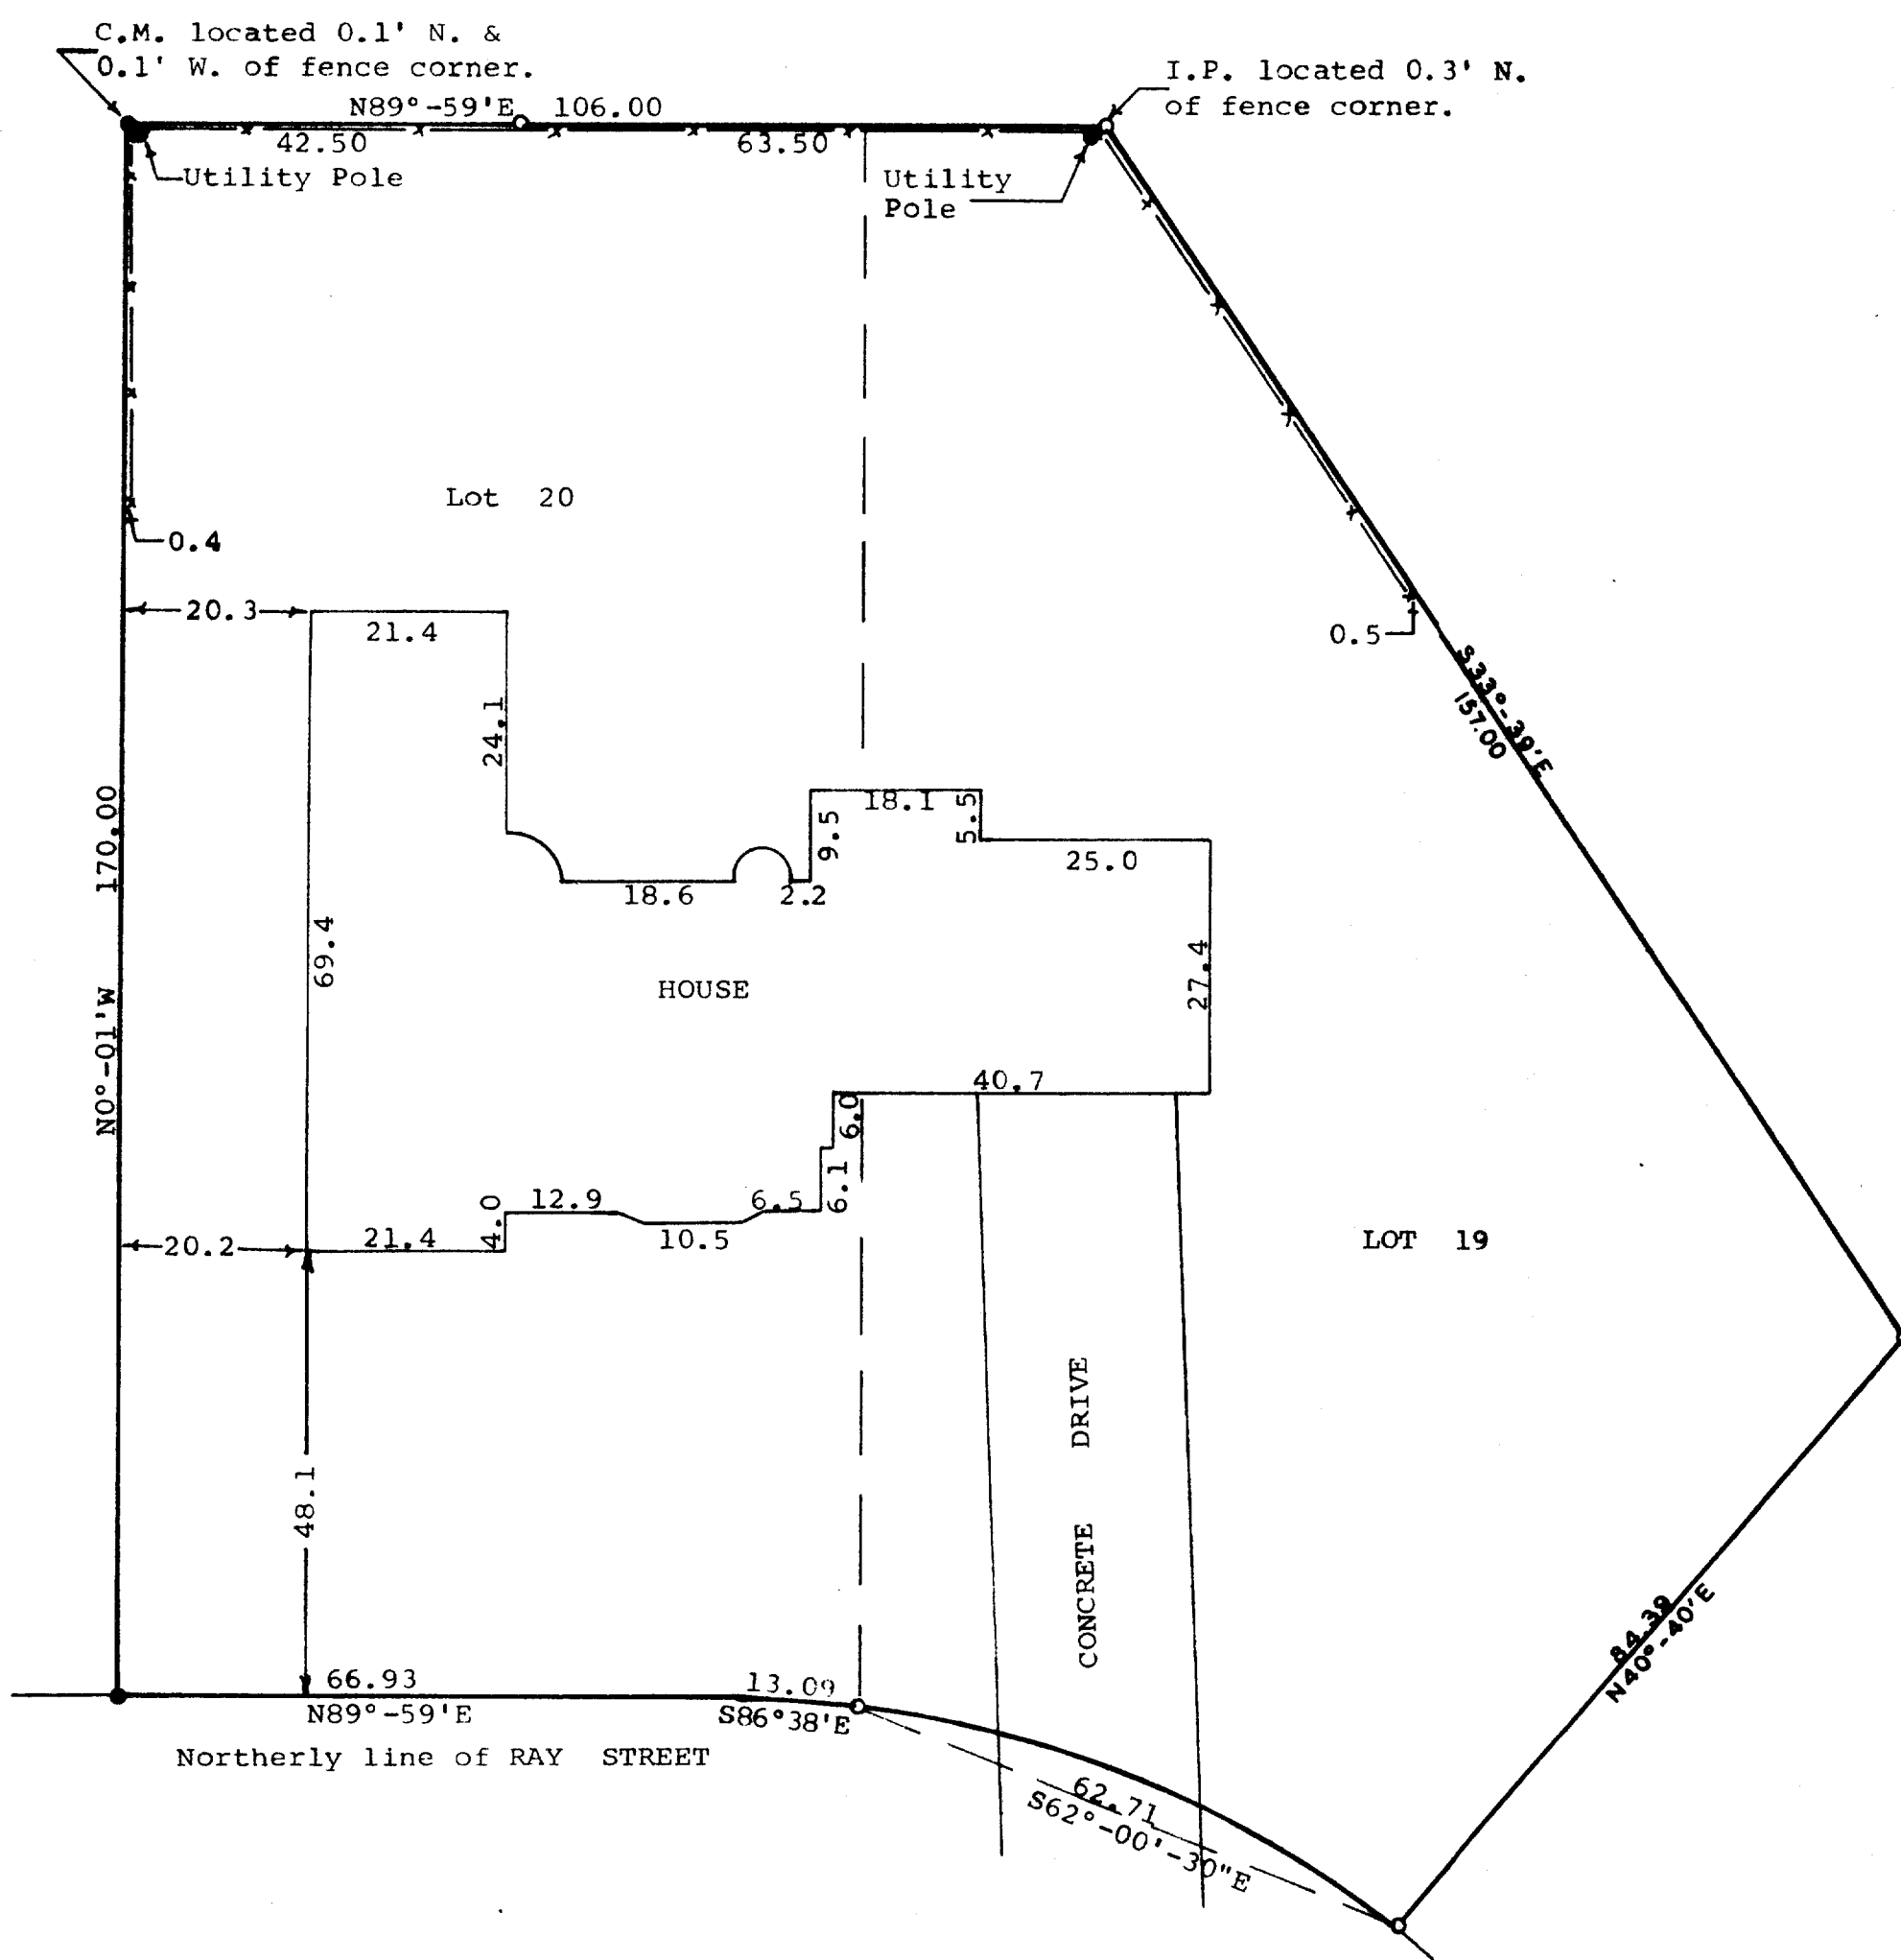 C.M. located 0.1' N. &
0.1' W. of fence corner.
I.P. located 0.3' N.
of fence corner.
N89°-59'E 106.00
42.50
63.50
Utility Pole
Utility
Pole
Lot 20
0.4
20.3
21.4
0.5
S33°-39'E
157.00
24.1
170.00
N0°-01'W
18.1
5.5
9.5
25.0
18.6
2.2
69.4
HOUSE
27.4
40.7
6.0
6.1
12.9
6.5
4.0
10.5
20.2
21.4
LOT 19
48.1
CONCRETE DRIVE
84.39
N40°-40'E
66.93
13.09
N89°-59'E
S86°38'E
Northerly line of RAY STREET
62.71
S62°-00'-30"E